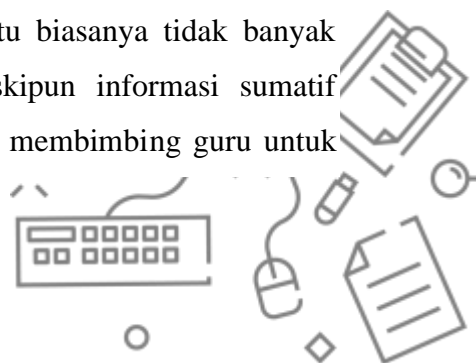 tu biasanya tidak banyak
skipun informasi sumatif
membimbing guru untuk